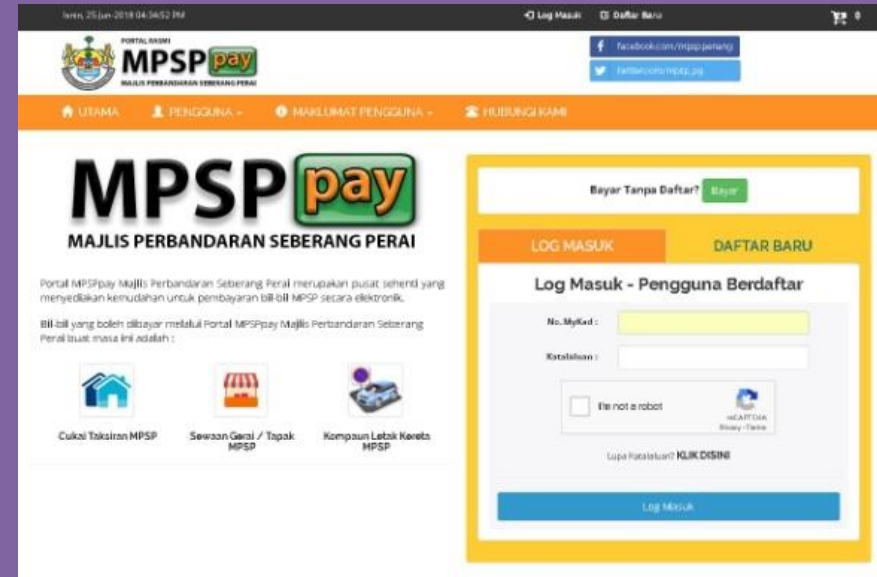 Isnin, 25-Jun-2018 04:34:52 PM
Log Masuk
Daftar Baru
0
PORTAL RASMI
MPSP pay
MAJLIS PERBANDARAN SEBERANG PERAI
facebook.com/mpsp.penang
twitter.com/mpsp_pg
UTAMA
PENGGUNA
MAKLUMAT PENGGUNA
HUBUNGI KAMI
MPSP pay
MAJLIS PERBANDARAN SEBERANG PERAI
Portal MPSPpay Majlis Perbandaran Seberang Perai merupakan pusat sehenti yang
menyediakan kemudahan untuk pembayaran bil-bil MPSP secara elektronik.
Bil-bil yang boleh dibayar melalui Portal MPSPpay Majlis Perbandaran Seberang
Perai buat masa ini adalah :
Cukai Taksiran MPSP
Sewaan Gerai / Tapak
MPSP
Kompaun Letak Kereta
MPSP
Bayar Tanpa Daftar? Bayar
LOG MASUK
DAFTAR BARU
Log Masuk - Pengguna Berdaftar
No. MyKad :
Katalaluan :
I'm not a robot
reCAPTCHA
Privacy - Terms
Lupa Katalaluan? KLIK DISINI
Log Masuk